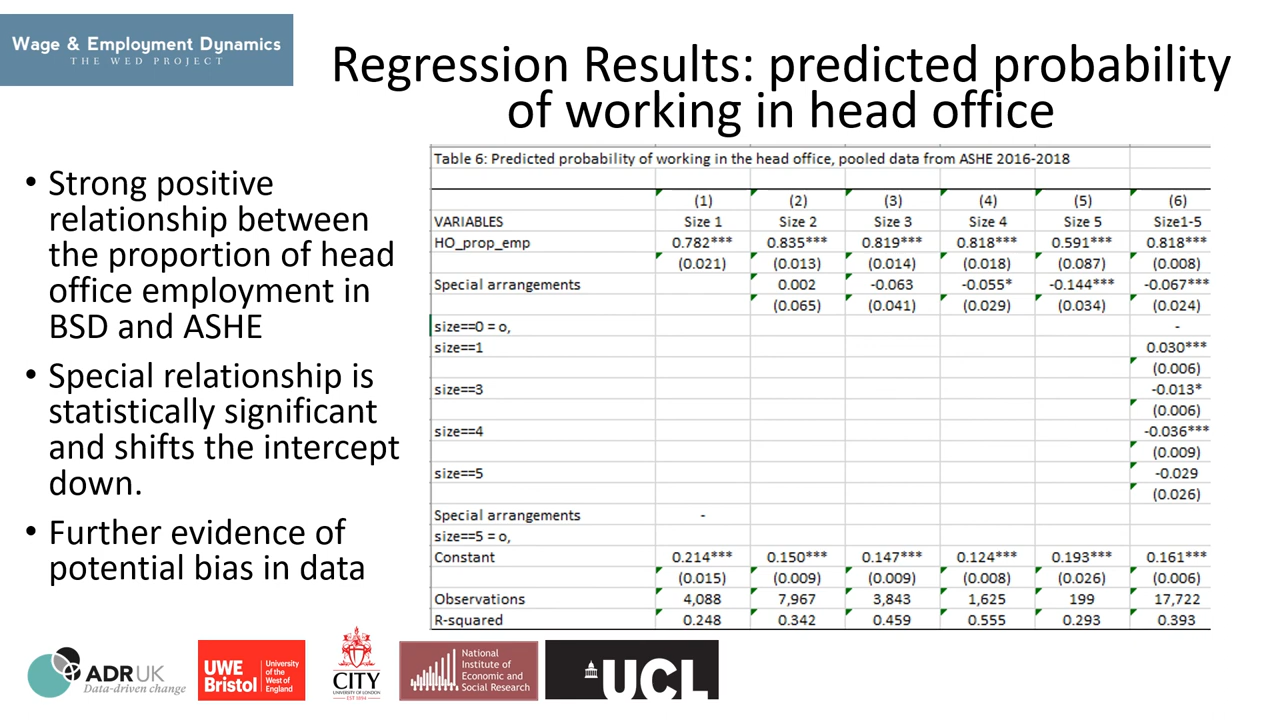 Wage & Employment Dynamics
THE WED PROJECT
Regression Results: predicted probability
of working in head office
• Strong positive
relationship between
the proportion of head
office employment in
BSD and ASHE
• Special relationship is
statistically significant
and shifts the intercept
down.
• Further evidence of
potential bias in data
Table 6: Predicted probability of working in the head office, pooled data from ASHE 2016-2018
(1) (2) (3) (4) (5) (6)
VARIABLES Size 1 Size 2 Size 3 Size 4 Size 5 Size1-5
HO_prop_emp 0.782*** 0.835*** 0.819*** 0.818*** 0.591*** 0.818***
(0.021) (0.013) (0.014) (0.018) (0.087) (0.008)
Special arrangements 0.002 -0.063 -0.055* -0.144*** -0.067***
(0.065) (0.041) (0.029) (0.034) (0.024)
size==0 = o, -
size==1 0.030***
(0.006)
size==3 -0.013*
(0.006)
size==4 -0.036***
(0.009)
size==5 -0.029
(0.026)
Special arrangements -
size==5 = o,
Constant 0.214*** 0.150*** 0.147*** 0.124*** 0.193*** 0.161***
(0.015) (0.009) (0.009) (0.008) (0.026) (0.006)
Observations 4,088 7,967 3,843 1,625 199 17,722
R-squared 0.248 0.342 0.459 0.555 0.293 0.393
ADR UK
Data-driven change
UWE
Bristol
University
of the
West of
England
CITY
UNIVERSITY OF LONDON
EST 1894
National
Institute of
Economic and
Social Research
UCL